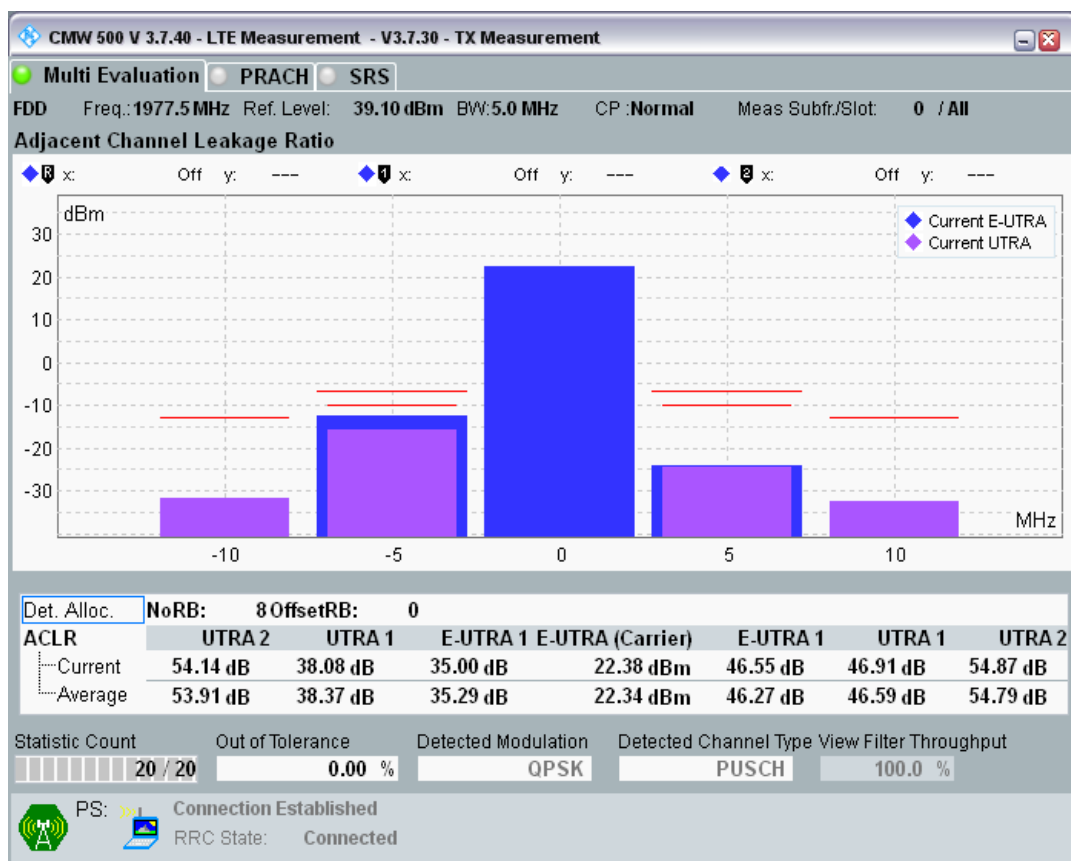 CMW 500 V 3.7.40 - LTE Measurement - V3.7.30 - TX Measurement
Multi Evaluation PRACH SRS
FDD Freq.: 1977.5 MHz Ref. Level: 39.10 dBm BW: 5.0 MHz CP : Normal Meas Subfr./Slot: 0 / All
Adjacent Channel Leakage Ratio
R x: Off y: --- 1 x: Off y: --- 2 x: Off y: ---
dBm
Current E-UTRA
Current UTRA
30
20
10
0
-10
-20
-30
MHz
-10 -5 0 5 10
Det. Alloc. NoRB: 8 OffsetRB: 0
ACLR UTRA 2 UTRA 1 E-UTRA 1 E-UTRA (Carrier) E-UTRA 1 UTRA 1 UTRA 2
Current 54.14 dB 38.08 dB 35.00 dB 22.38 dBm 46.55 dB 46.91 dB 54.87 dB
Average 53.91 dB 38.37 dB 35.29 dB 22.34 dBm 46.27 dB 46.59 dB 54.79 dB
Statistic Count Out of Tolerance Detected Modulation Detected Channel Type View Filter Throughput
20 / 20 0.00 % QPSK PUSCH 100.0 %
PS: Connection Established
RRC State: Connected